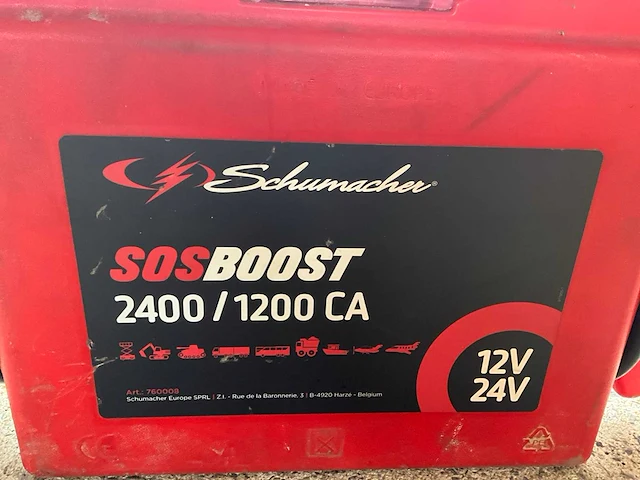 Schumacher®
SOSBOOST
2400 / 1200 CA
12V
24V
Art.: 760008
Schumacher Europe SPRL | Z.I. - Rue de la Baronnerie, 3 | B-4920 Harzé - Belgium